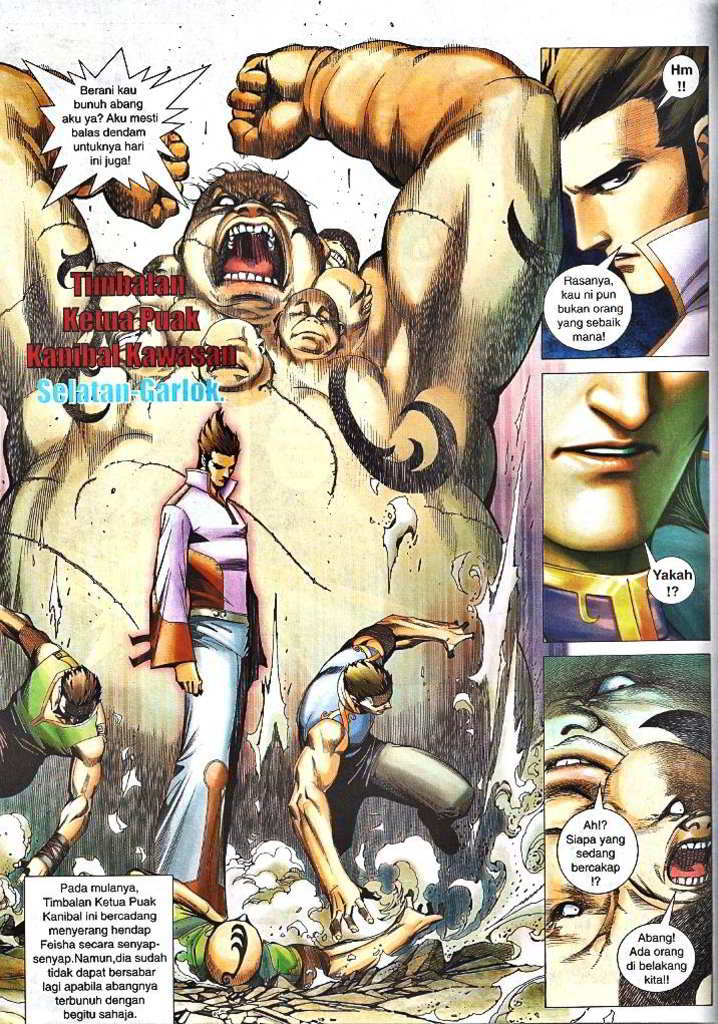 Berani kau
bunuh abang
aku ya? Aku mesti
balas dendam
untuknya hari
ini juga!
Hm
!!
Rasanya,
kau ni pun
bukan orang
yang sebaik
mana!
Timbalan
Ketua Puak
Kanibal Kawasan
Selatan-Garlok.
Yakah
!?
Ah!?
Siapa yang
sedang
bercakap
!?
Abang!
Ada orang
di belakang
kita!
Pada mulanya,
Timbalan Ketua Puak
Kanibal ini bercadang
menyerang hendap
Feisha secara senyap-
senyap.Namun,dia sudah
tidak dapat bersabar
lagi apabila abangnya
terbunuh dengan
begitu sahaja.